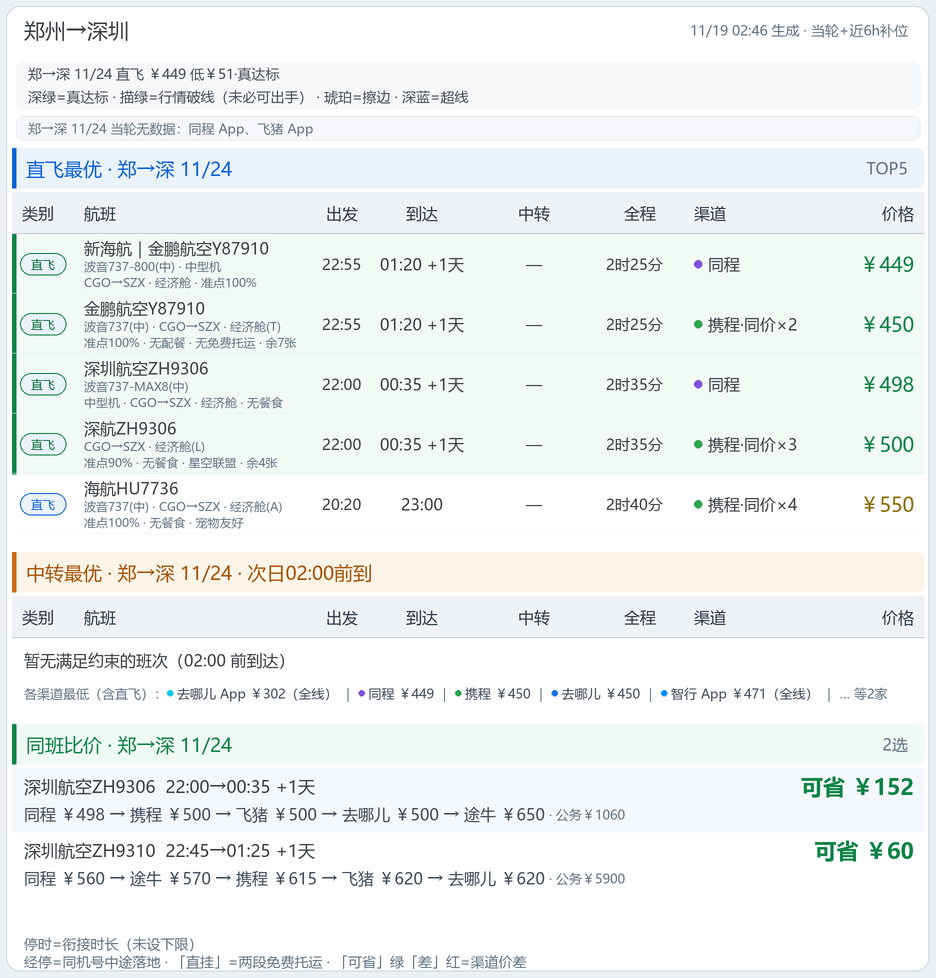 郑州→深圳
11/19 02:46 生成 · 当轮+近6h补位
郑→深 11/24 直飞 ￥449 低￥51·真达标
深绿=真达标 · 描绿=行情破线（未必可出手） · 琥珀=擦边 · 深蓝=超线
郑→深 11/24 当轮无数据：同程 App、飞猪 App
直飞最优 · 郑→深 11/24 TOP5
类别 航班 出发 到达 中转 全程 渠道 价格
新海航｜金鹏航空Y87910
波音737-800(中) · 中型机
直飞 22:55 01:20 +1天 — 2时25分 同程 ￥449
CGO→SZX · 经济舱 · 准点100%
金鹏航空Y87910
波音737(中) · CGO→SZX · 经济舱(T)
直飞 22:55 01:20 +1天 — 2时25分 携程·同价×2 ￥450
准点100% · 无配餐 · 无免费托运 · 余7张
深圳航空ZH9306
波音737-MAX8(中)
直飞 22:00 00:35 +1天 — 2时35分 同程 ￥498
中型机 · CGO→SZX · 经济舱 · 无餐食
深航ZH9306
CGO→SZX · 经济舱(L)
直飞 22:00 00:35 +1天 — 2时35分 携程·同价×3 ￥500
准点90% · 无餐食 · 星空联盟 · 余4张
海航HU7736
波音737(中) · CGO→SZX · 经济舱(A)
直飞 20:20 23:00 — 2时40分 携程·同价×4 ￥550
准点100% · 无餐食 · 宠物友好
中转最优 · 郑→深 11/24 · 次日02:00前到
类别 航班 出发 到达 中转 全程 渠道 价格
暂无满足约束的班次（02:00 前到达）
各渠道最低（含直飞）: 去哪儿 App ￥302（全线） | 同程 ￥449 | 携程 ￥450 | 去哪儿 ￥450 | 智行 App ￥471（全线） | … 等2家
同班比价 · 郑→深 11/24 2选
深圳航空ZH9306 22:00→00:35 +1天 可省 ￥152
同程 ￥498 → 携程 ￥500 → 飞猪 ￥500 → 去哪儿 ￥500 → 途牛 ￥650 · 公务￥1060
深圳航空ZH9310 22:45→01:25 +1天 可省 ￥60
同程 ￥560 → 途牛 ￥570 → 携程 ￥615 → 飞猪 ￥620 → 去哪儿 ￥620 · 公务￥5900
停时=衔接时长（未设下限）
经停=同机号中途落地 · 「直挂」=两段免费托运 · 「可省」绿「差」红=渠道价差